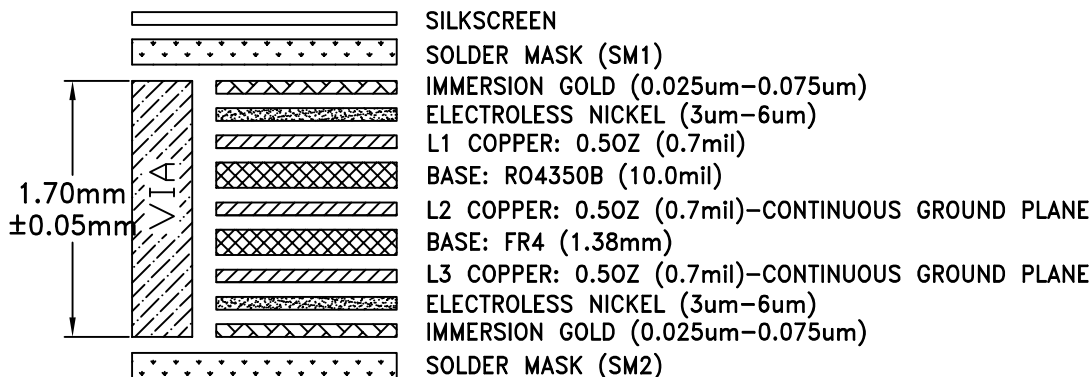 SILKSCREEN
SOLDER MASK (SM1)
IMMERSION GOLD (0.025um-0.075um)
ELECTROLESS NICKEL (3um-6um)
L1 COPPER: 0.5OZ (0.7mil)
BASE: RO4350B (10.0mil)
L2 COPPER: 0.5OZ (0.7mil)-CONTINUOUS GROUND PLANE
BASE: FR4 (1.38mm)
L3 COPPER: 0.5OZ (0.7mil)-CONTINUOUS GROUND PLANE
ELECTROLESS NICKEL (3um-6um)
IMMERSION GOLD (0.025um-0.075um)
SOLDER MASK (SM2)
1.70mm
±0.05mm
VIA